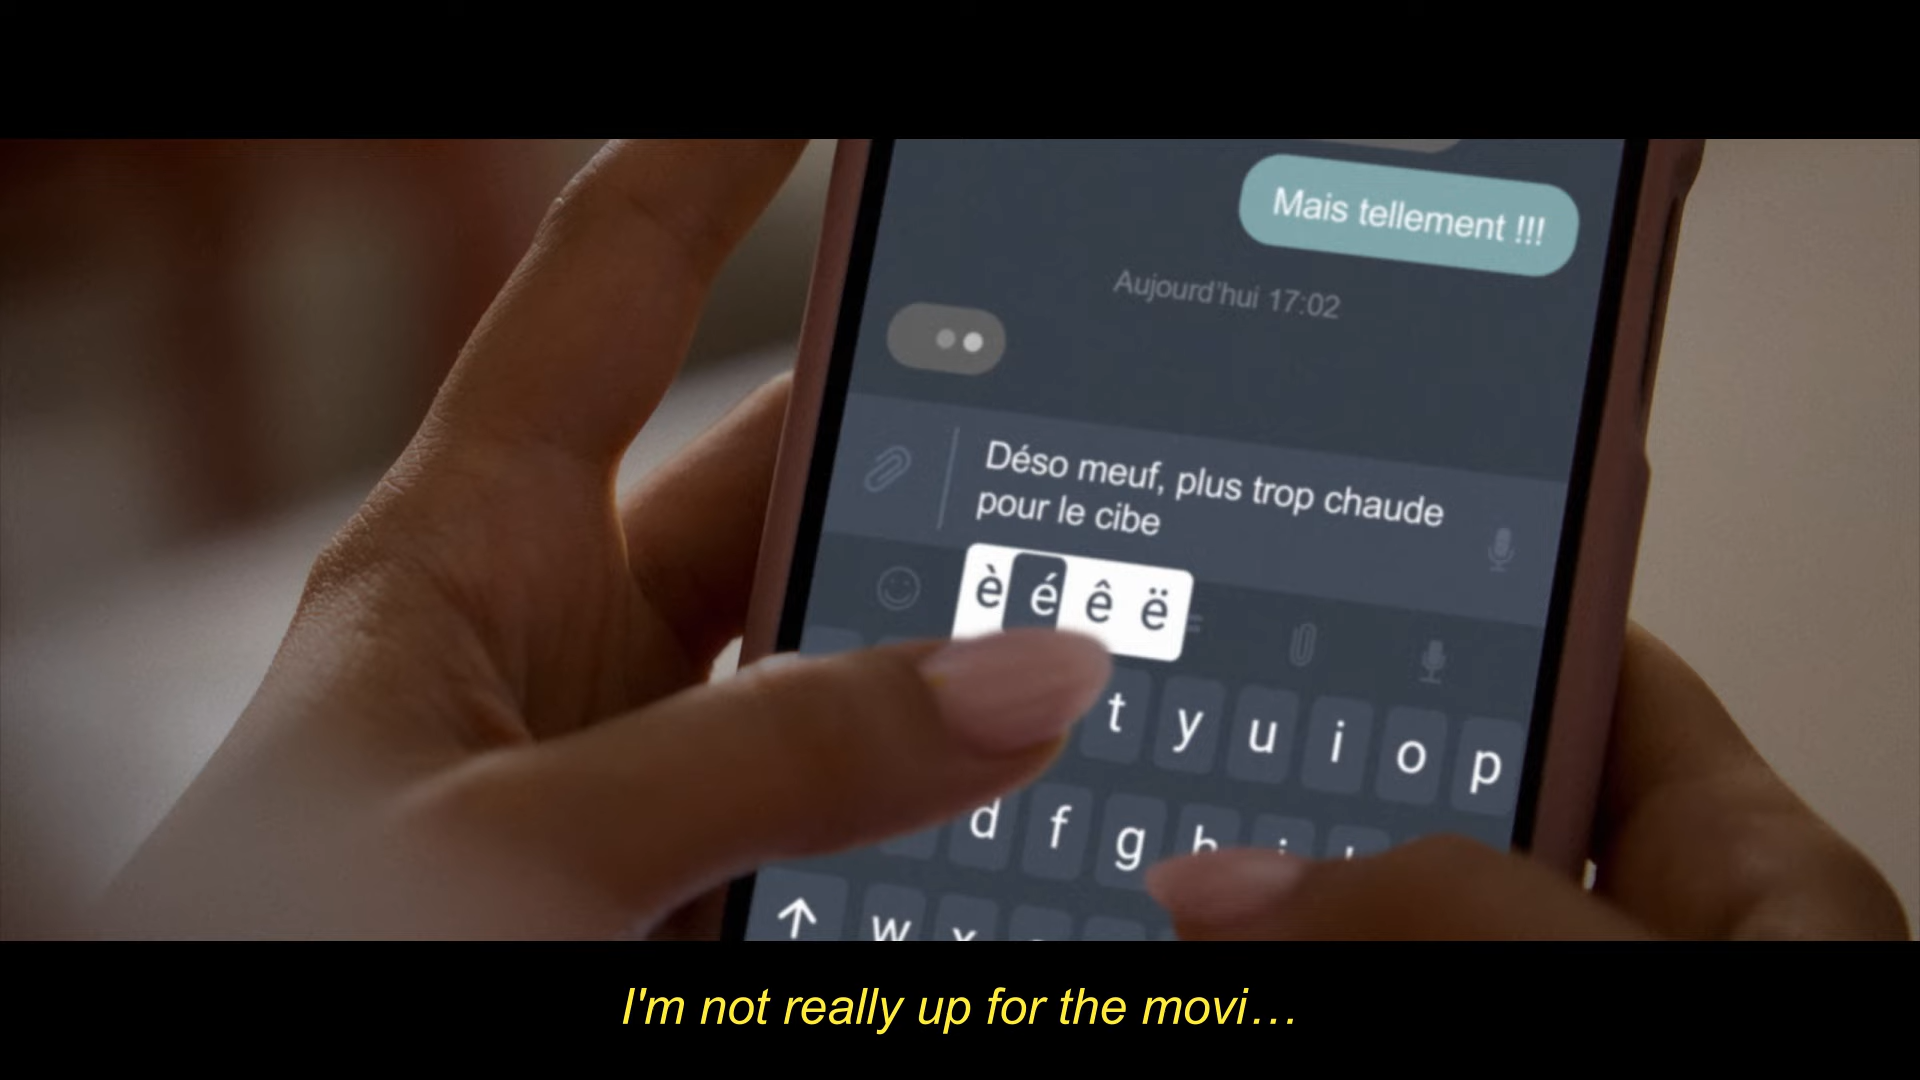 Mais tellement !!!
Aujourd'hui 17:02
Déso meuf, plus trop chaude
pour le cibe
è é ê ë
t y u i o p
d f g h
w x
I'm not really up for the movi…